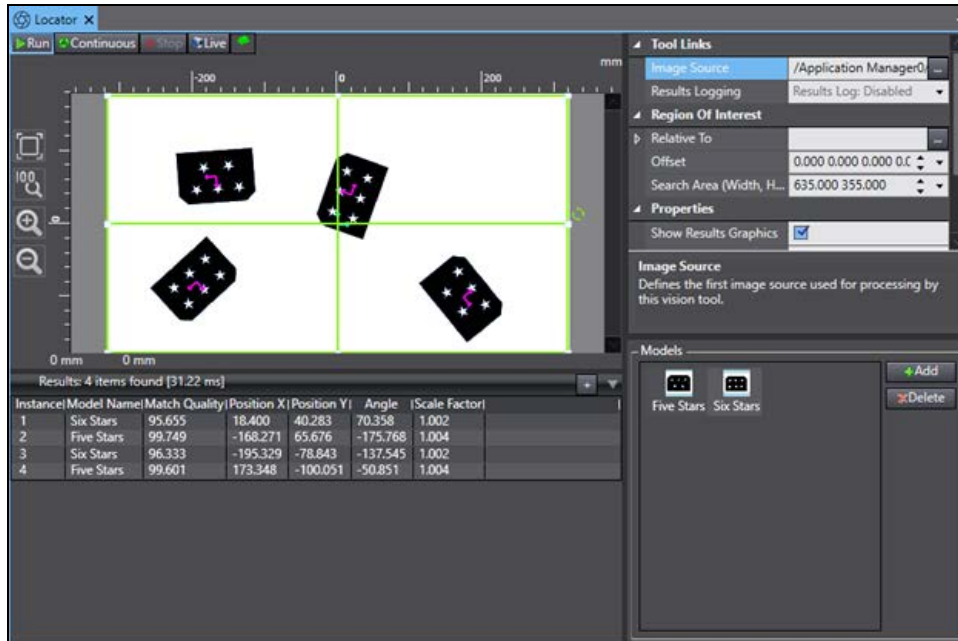 Locator X
Run Continuous Stop Live
mm
-200 0 200
100
0
0 mm 0 mm
Results: 4 items found [31.22 ms]
Instance Model Name Match Quality Position X Position Y Angle Scale Factor
1 Six Stars 95.655 18.400 40.283 70.358 1.002
2 Five Stars 99.749 -168.271 65.676 -175.768 1.004
3 Six Stars 96.333 -195.329 -78.843 -137.545 1.002
4 Five Stars 99.601 173.348 -100.051 -50.851 1.004
Tool Links
Image Source /Application Manager0/ ...
Results Logging Results Log: Disabled
Region Of Interest
Relative To ...
Offset 0.000 0.000 0.000 0.0
Search Area (Width, H... 635.000 355.000
Properties
Show Results Graphics
Image Source
Defines the first image source used for processing by
this vision tool.
Models
Five Stars Six Stars
+Add
Delete